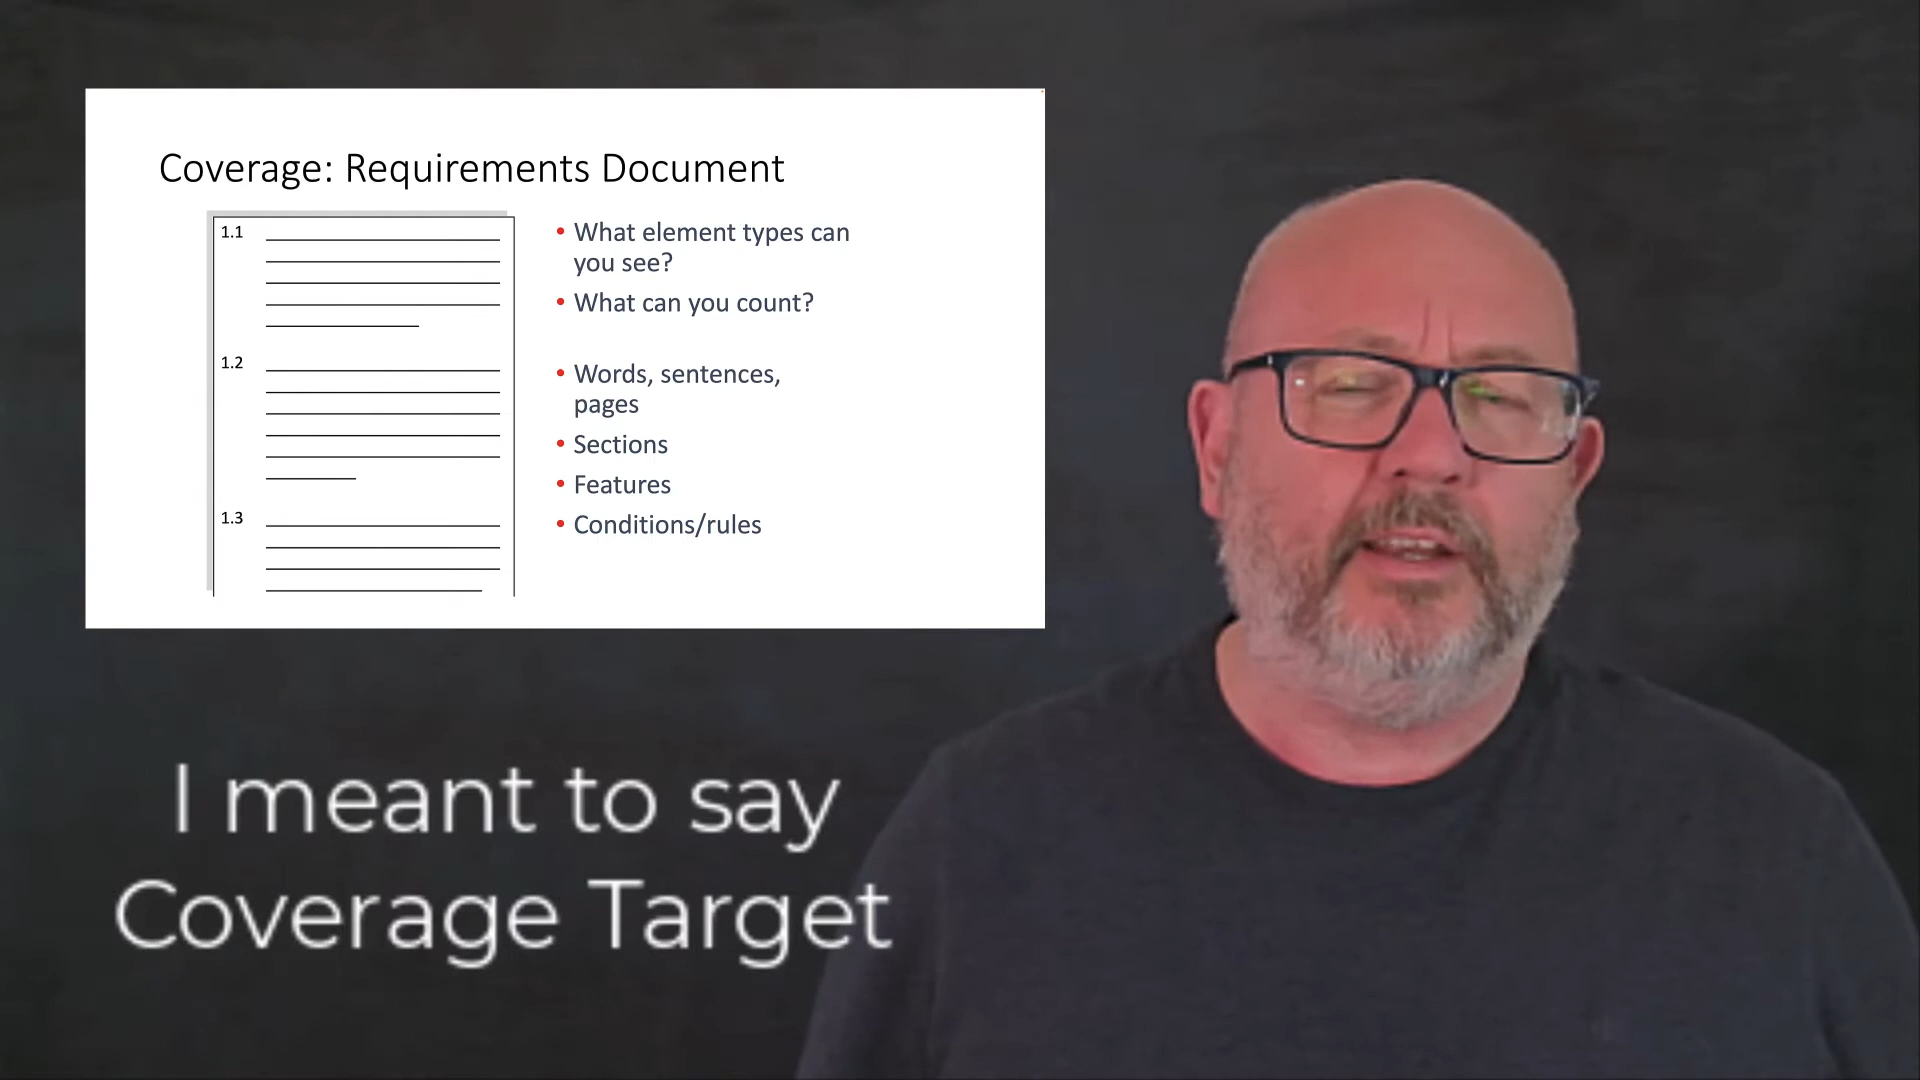 Coverage: Requirements Document
1.1
1.2
1.3
• What element types can
you see?
• What can you count?
• Words, sentences,
pages
• Sections
• Features
• Conditions/rules
I meant to say
Coverage Target